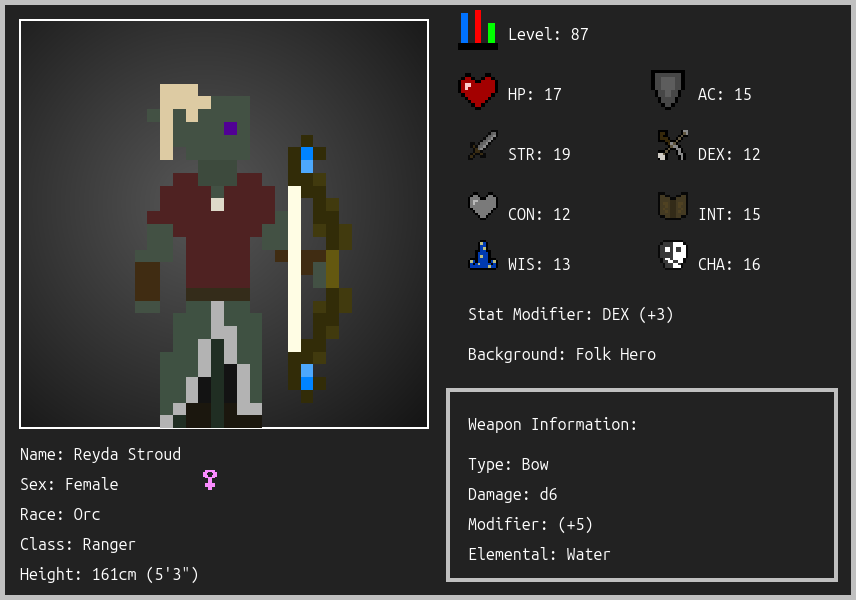 Level: 87
HP: 17
AC: 15
STR: 19
DEX: 12
CON: 12
INT: 15
WIS: 13
CHA: 16
Stat Modifier: DEX (+3)
Background: Folk Hero
Name: Reyda Stroud
Sex: Female
Race: Orc
Class: Ranger
Height: 161cm (5'3")
Weapon Information:
Type: Bow
Damage: d6
Modifier: (+5)
Elemental: Water